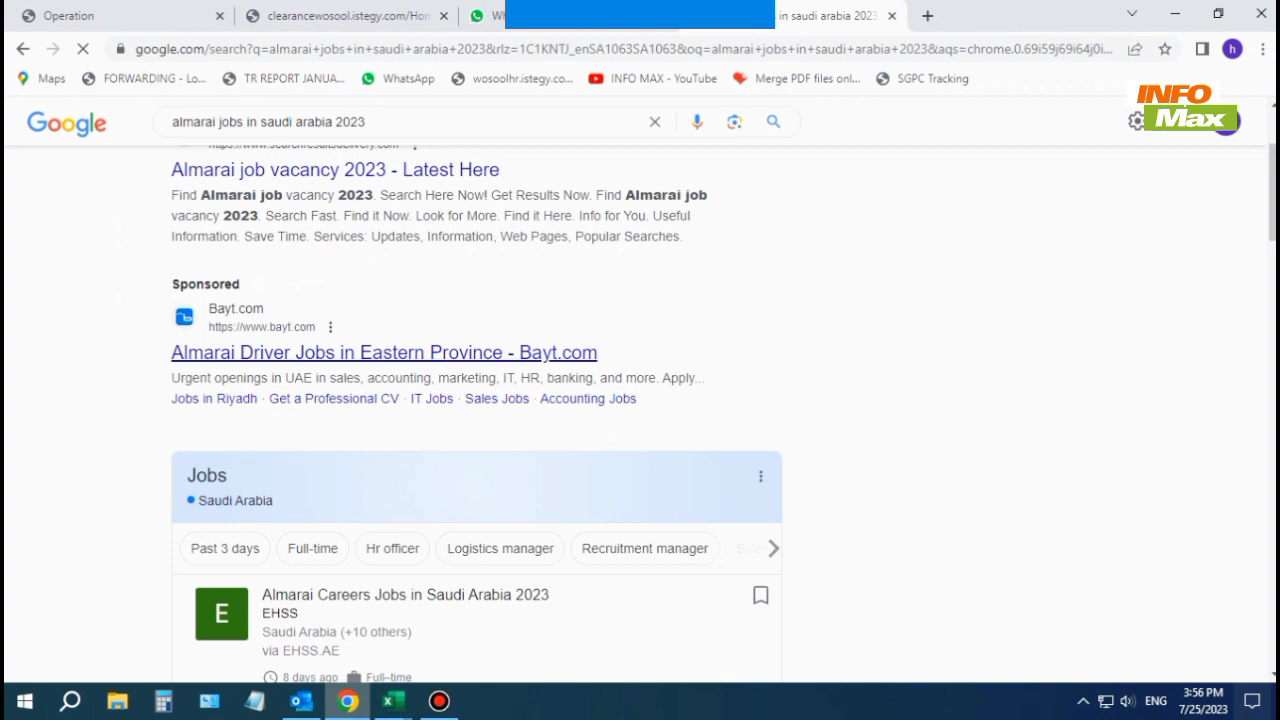 Operation
clearancewosool.istegy.com/Hor
in saudi arabia 2023
google.com/search?q=almarai+jobs+in+saudi+arabia+2023&rlz=1C1KNTJ_enSA1063SA1063&oq=almarai+jobs+in+saudi+arabia+2023&aqs=chrome.0.69i59j69i64j0i...
h
Maps
FORWARDING - Lo...
TR REPORT JANUA...
WhatsApp
wosoolhr.istegy.co...
INFO MAX - YouTube
Merge PDF files onl...
SGPC Tracking
INFO
Max
Google
almarai jobs in saudi arabia 2023
https://www.searchresultsdelivery.com/...
Almarai job vacancy 2023 - Latest Here
Find Almarai job vacancy 2023. Search Here Now! Get Results Now. Find Almarai job
vacancy 2023. Search Fast. Find it Now. Look for More. Find it Here. Info for You. Useful
Information. Save Time. Services: Updates, Information, Web Pages, Popular Searches.
Sponsored
Bayt.com
https://www.bayt.com
Almarai Driver Jobs in Eastern Province - Bayt.com
Urgent openings in UAE in sales, accounting, marketing, IT, HR, banking, and more. Apply...
Jobs in Riyadh · Get a Professional CV · IT Jobs · Sales Jobs · Accounting Jobs
Jobs
Saudi Arabia
Past 3 days
Full-time
Hr officer
Logistics manager
Recruitment manager
E
Almarai Careers Jobs in Saudi Arabia 2023
EHSS
Saudi Arabia (+10 others)
via EHSS.AE
8 days ago
Full–time
ENG
3:56 PM
7/25/2023